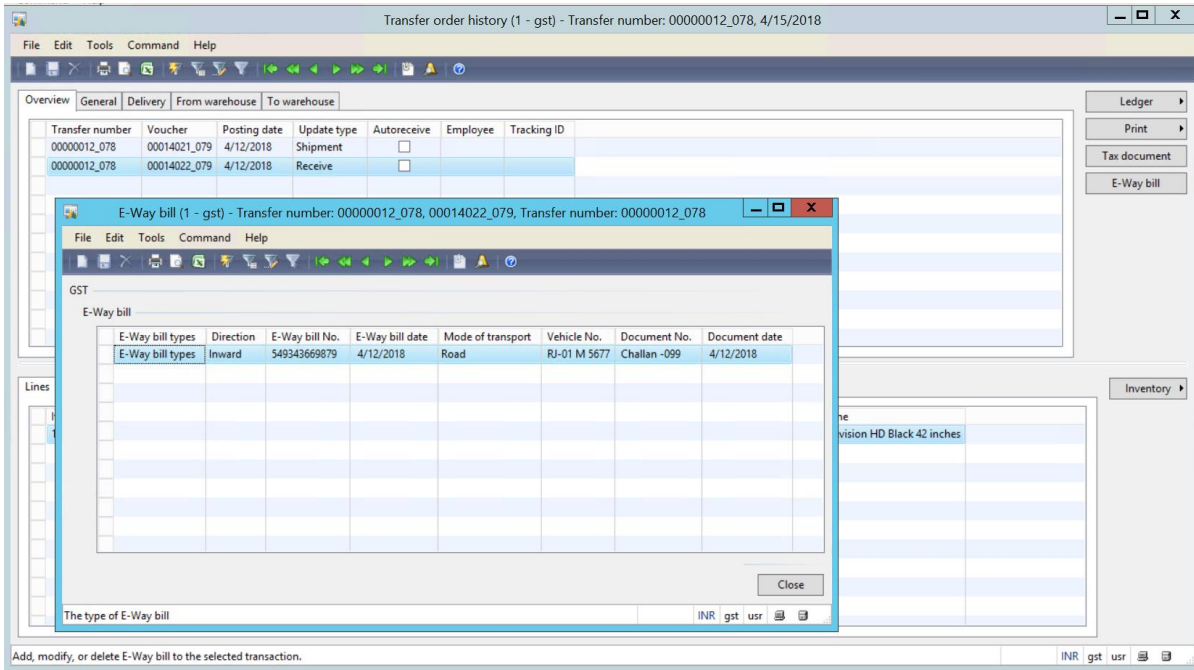 Transfer order history (1 - gst) - Transfer number: 00000012_078, 4/15/2018
File Edit Tools Command Help
Overview General Delivery From warehouse To warehouse
Ledger
Transfer number Voucher Posting date Update type Autoreceive Employee Tracking ID
Print
00000012_078 00014021_079 4/12/2018 Shipment
00000012_078 00014022_079 4/12/2018 Receive
Tax document
E-Way bill
E-Way bill (1 - gst) - Transfer number: 00000012_078, 00014022_079, Transfer number: 00000012_078
File Edit Tools Command Help
GST
E-Way bill
E-Way bill types Direction E-Way bill No. E-Way bill date Mode of transport Vehicle No. Document No. Document date
E-Way bill types Inward 549343669879 4/12/2018 Road RJ-01 M 5677 Challan -099 4/12/2018
Lines
Inventory
vision HD Black 42 inches
Close
The type of E-Way bill INR gst usr
Add, modify, or delete E-Way bill to the selected transaction. INR gst usr